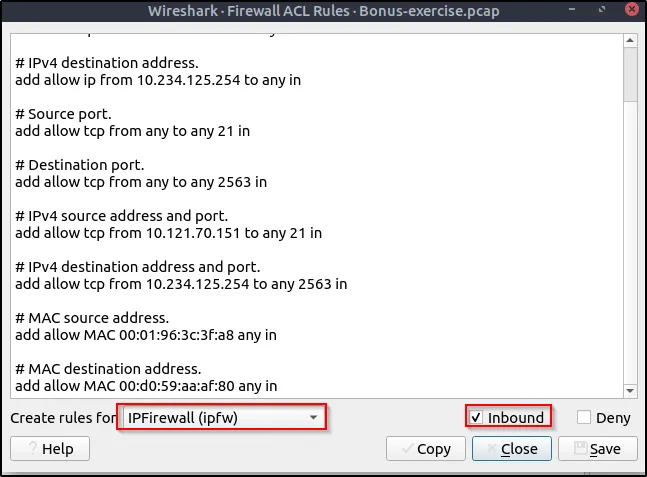 Wireshark · Firewall ACL Rules · Bonus-exercise.pcap
# IPv4 destination address.
add allow ip from 10.234.125.254 to any in
# Source port.
add allow tcp from any to any 21 in
# Destination port.
add allow tcp from any to any 2563 in
# IPv4 source address and port.
add allow tcp from 10.121.70.151 to any 21 in
# IPv4 destination address and port.
add allow tcp from 10.234.125.254 to any 2563 in
# MAC source address.
add allow MAC 00:01:96:3c:3f:a8 any in
# MAC destination address.
add allow MAC 00:d0:59:aa:af:80 any in
Create rules for IPFirewall (ipfw) Inbound Deny
Help Copy Close Save